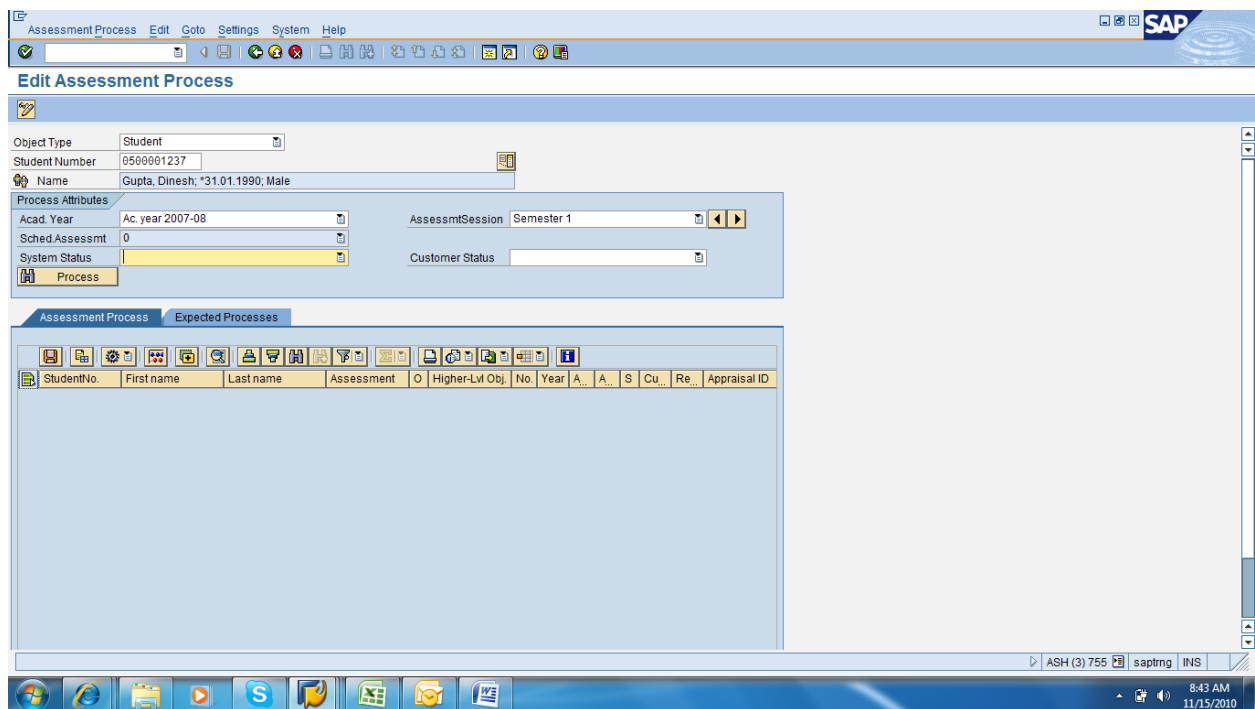 Assessment Process Edit Goto Settings System Help
SAP
Edit Assessment Process
Object Type Student
Student Number 0500001237
Name Gupta, Dinesh; *31.01.1990; Male
Process Attributes
Acad. Year Ac. year 2007-08 AssessmtSession Semester 1
Sched.Assessmt 0
System Status Customer Status
Process
Assessment Process Expected Processes
StudentNo. First name Last name Assessment O Higher-Lvl Obj. No. Year A... A... S Cu... Re... Appraisal ID
ASH (3) 755 saptrng INS
8:43 AM
11/15/2010